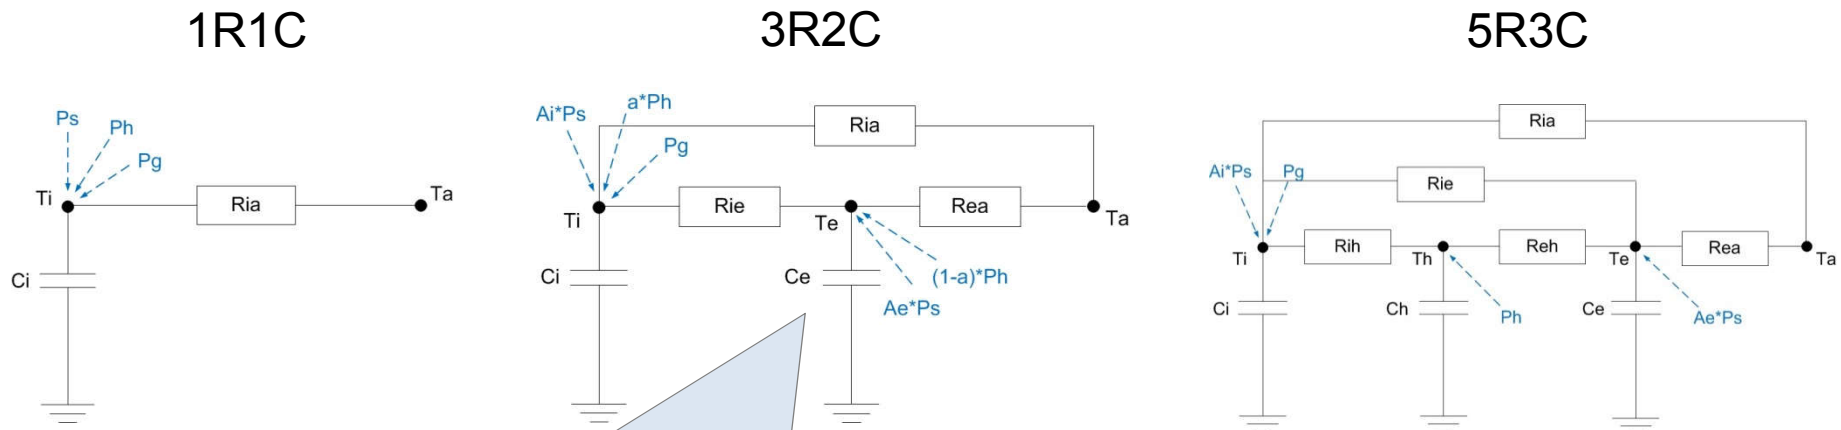 1R1C
3R2C
5R3C
Ps
Ph
Pg
Ti
Ria
Ta
Ci
Ai*Ps
a*Ph
Pg
Ria
Ti
Rie
Te
Rea
Ta
Ci
Ce
(1-a)*Ph
Ae*Ps
Ria
Ai*Ps
Pg
Rie
Ti
Rih
Th
Reh
Te
Rea
Ta
Ci
Ch
Ph
Ce
Ae*Ps